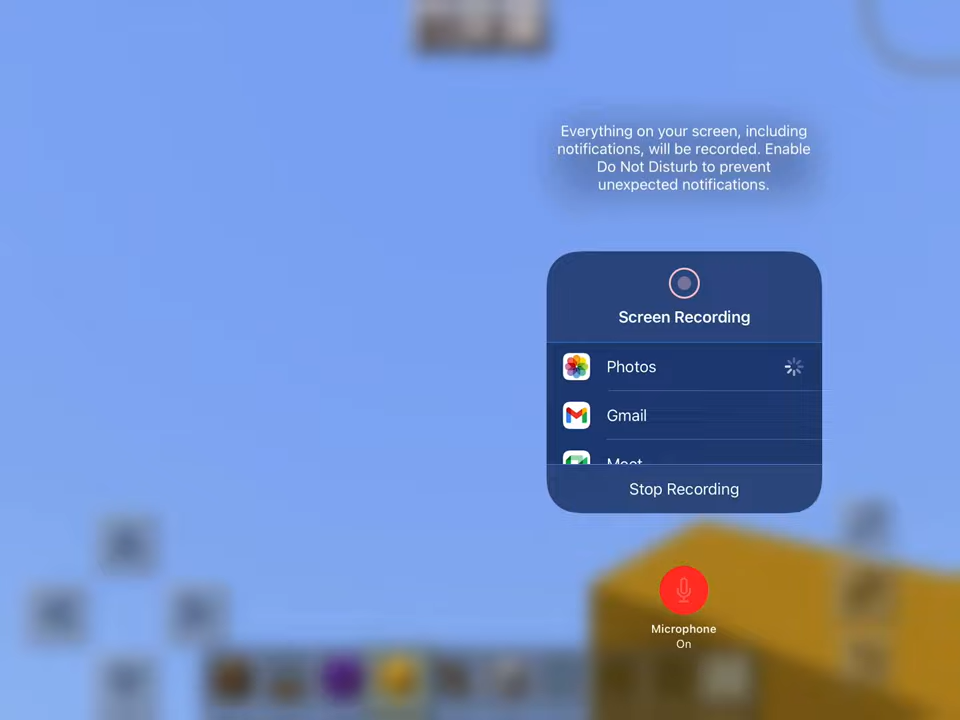 Everything on your screen, including
notifications, will be recorded. Enable
Do Not Disturb to prevent
unexpected notifications.
Screen Recording
Photos
Gmail
Meet
Stop Recording
Microphone
On